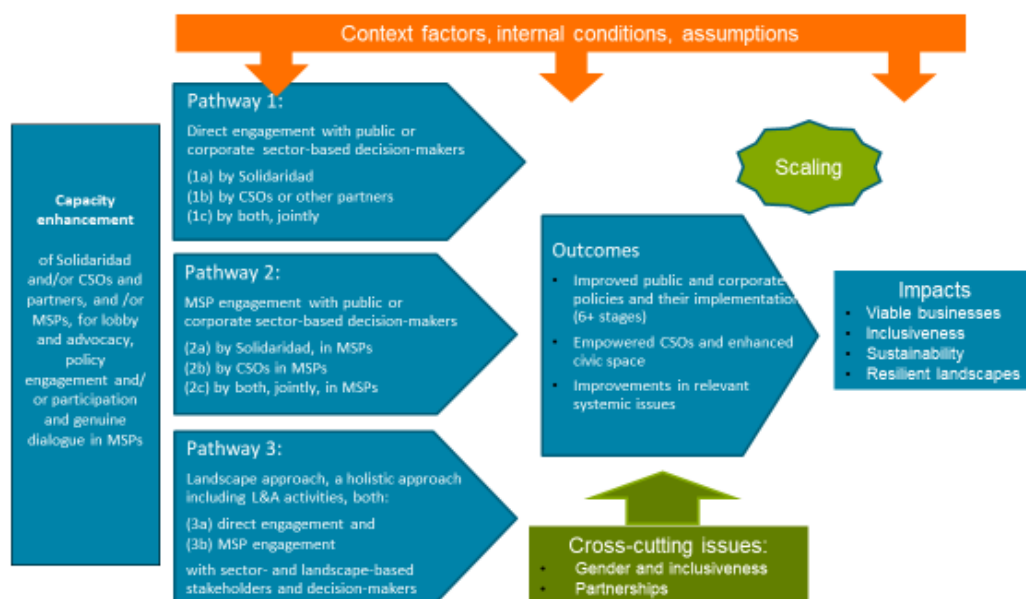 Context factors, internal conditions, assumptions
Capacity
enhancement
of Solidaridad
and/or CSOs and
partners, and /or
MSPs, for lobby
and advocacy,
policy
engagement and/
or participation
and genuine
dialogue in MSPs
Pathway 1:
Direct engagement with public or
corporate sector-based decision-makers
(1a) by Solidaridad
(1b) by CSOs or other partners
(1c) by both, jointly
Pathway 2:
MSP engagement with public or
corporate sector-based decision-makers
(2a) by Solidaridad, in MSPs
(2b) by CSOs in MSPs
(2c) by both, jointly, in MSPs
Pathway 3:
Landscape approach, a holistic approach
including L&A activities, both:
(3a) direct engagement and
(3b) MSP engagement
with sector- and landscape-based
stakeholders and decision-makers
Scaling
Outcomes
• Improved public and corporate
policies and their implementation
(6+ stages)
• Empowered CSOs and enhanced
civic space
• Improvements in relevant
systemic issues
Impacts
• Viable businesses
• Inclusiveness
• Sustainability
• Resilient landscapes
Cross-cutting issues:
• Gender and inclusiveness
• Partnerships